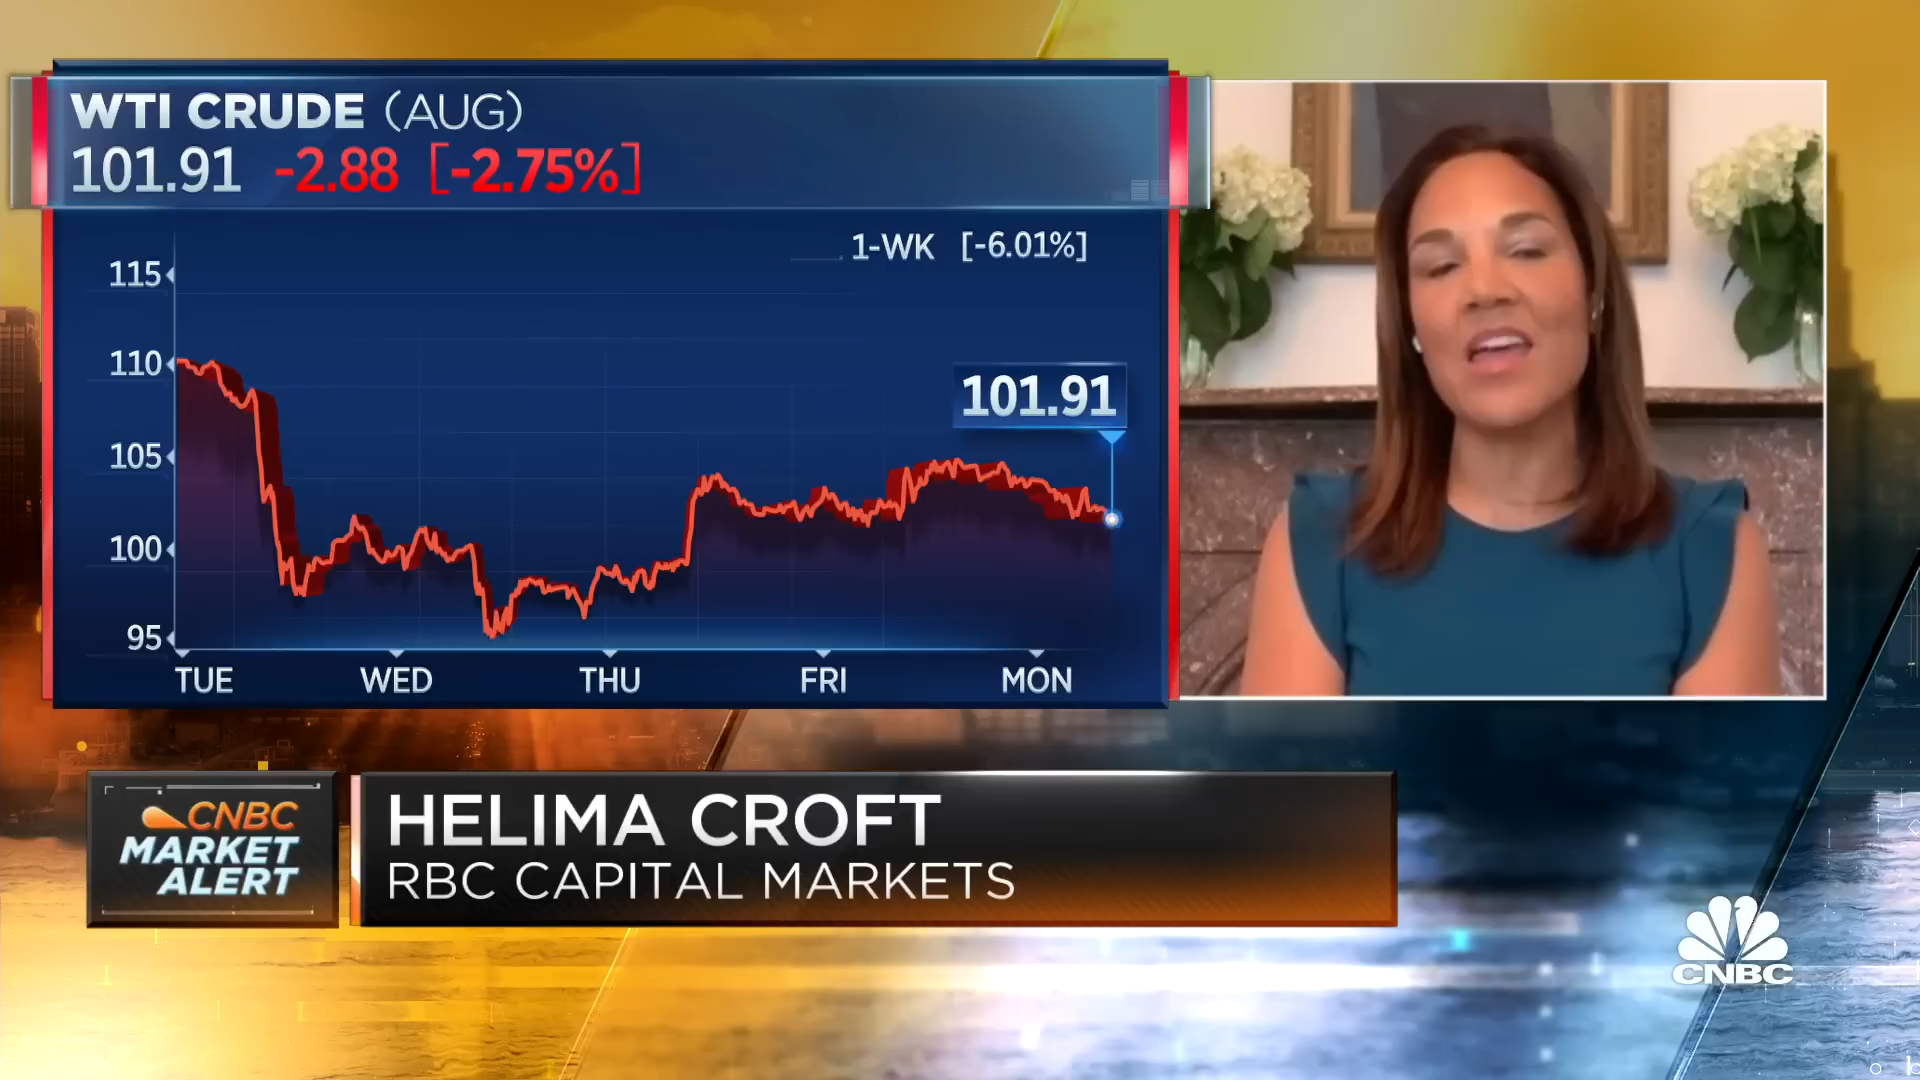 WTI CRUDE (AUG)
101.91 -2.88 [-2.75%]
1-WK [-6.01%]
115
110
105
100
95
101.91
TUE WED THU FRI MON
CNBC
MARKET
ALERT
HELIMA CROFT
RBC CAPITAL MARKETS
CNBC